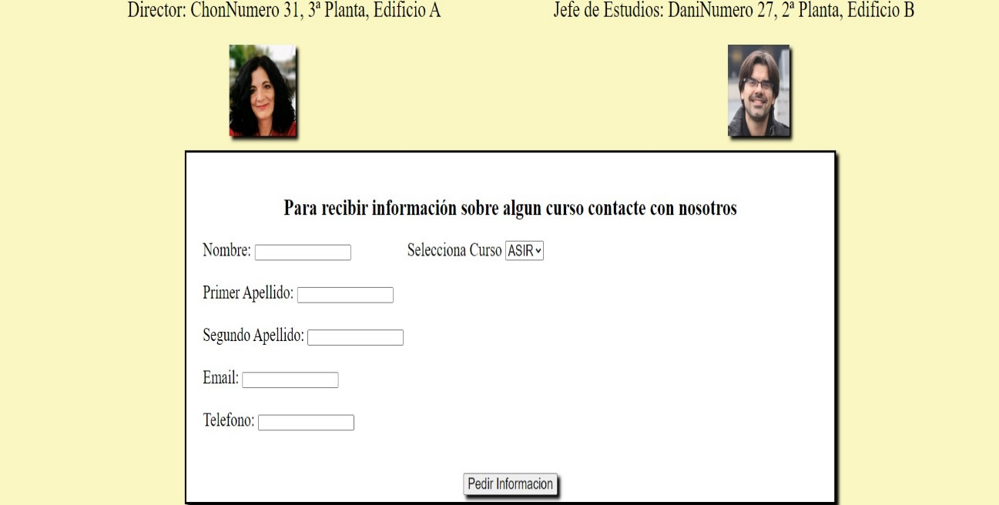 Director: ChonNumero 31, 3ª Planta, Edificio A
Jefe de Estudios: DaniNumero 27, 2ª Planta, Edificio B
Para recibir información sobre algun curso contacte con nosotros
Nombre:
Selecciona Curso ASIR
Primer Apellido:
Segundo Apellido:
Email:
Telefono:
Pedir Informacion